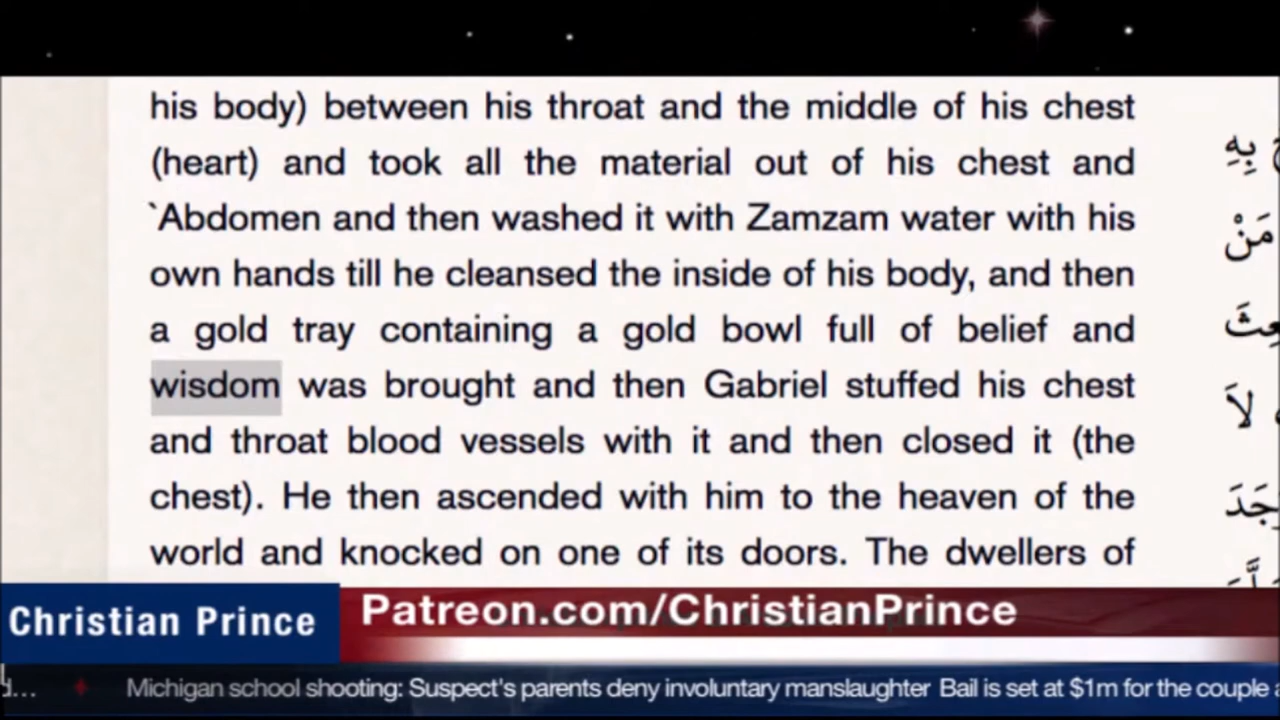 his body) between his throat and the middle of his chest
(heart) and took all the material out of his chest and
`Abdomen and then washed it with Zamzam water with his
own hands till he cleansed the inside of his body, and then
a gold tray containing a gold bowl full of belief and
wisdom was brought and then Gabriel stuffed his chest
and throat blood vessels with it and then closed it (the
chest). He then ascended with him to the heaven of the
world and knocked on one of its doors. The dwellers of
بِهِ
مَنْ
لاَ
Christian Prince
Patreon.com/ChristianPrince
Michigan school shooting: Suspect's parents deny involuntary manslaughter Bail is set at $1m for the couple